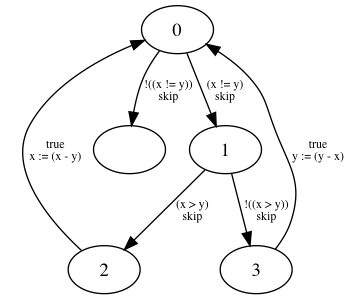 0
!((x != y))
skip
(x != y)
skip
true
x := (x - y)
1
true
y := (y - x)
(x > y)
skip
!((x > y))
skip
2
3